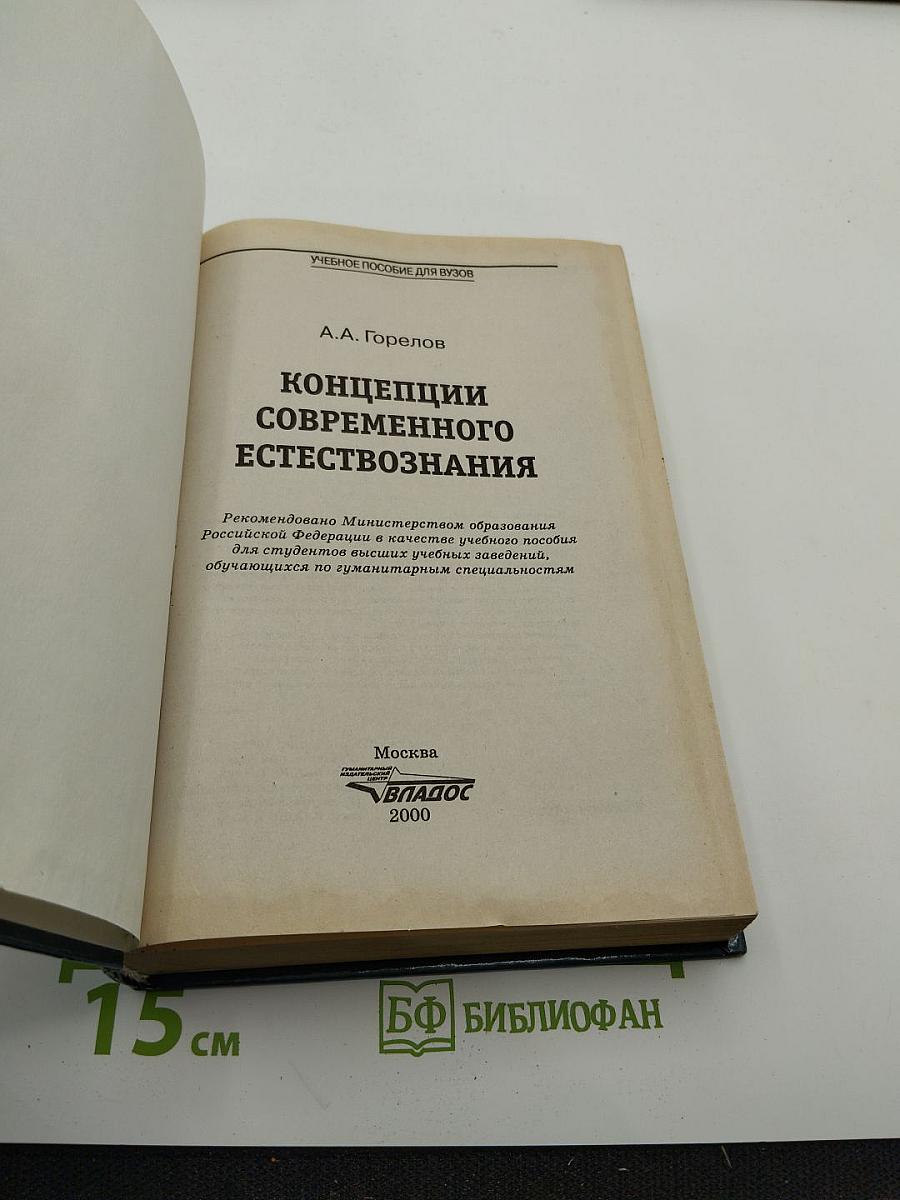 УЧЕБНОЕ ПОСОБИЕ ДЛЯ ВУЗОВ
А.А. Горелов
КОНЦЕПЦИИ
СОВРЕМЕННОГО
ЕСТЕСТВОЗНАНИЯ
Рекомендовано Министерством образования
Российской Федерации в качестве учебного пособия
для студентов высших учебных заведений,
обучающихся по гуманитарным специальностям
Москва
ГУМАНИТАРНЫЙ
ИЗДАТЕЛЬСКИЙ
ЦЕНТР
ВЛАДОС
2000
15 см
БФ БИБЛИОФАН